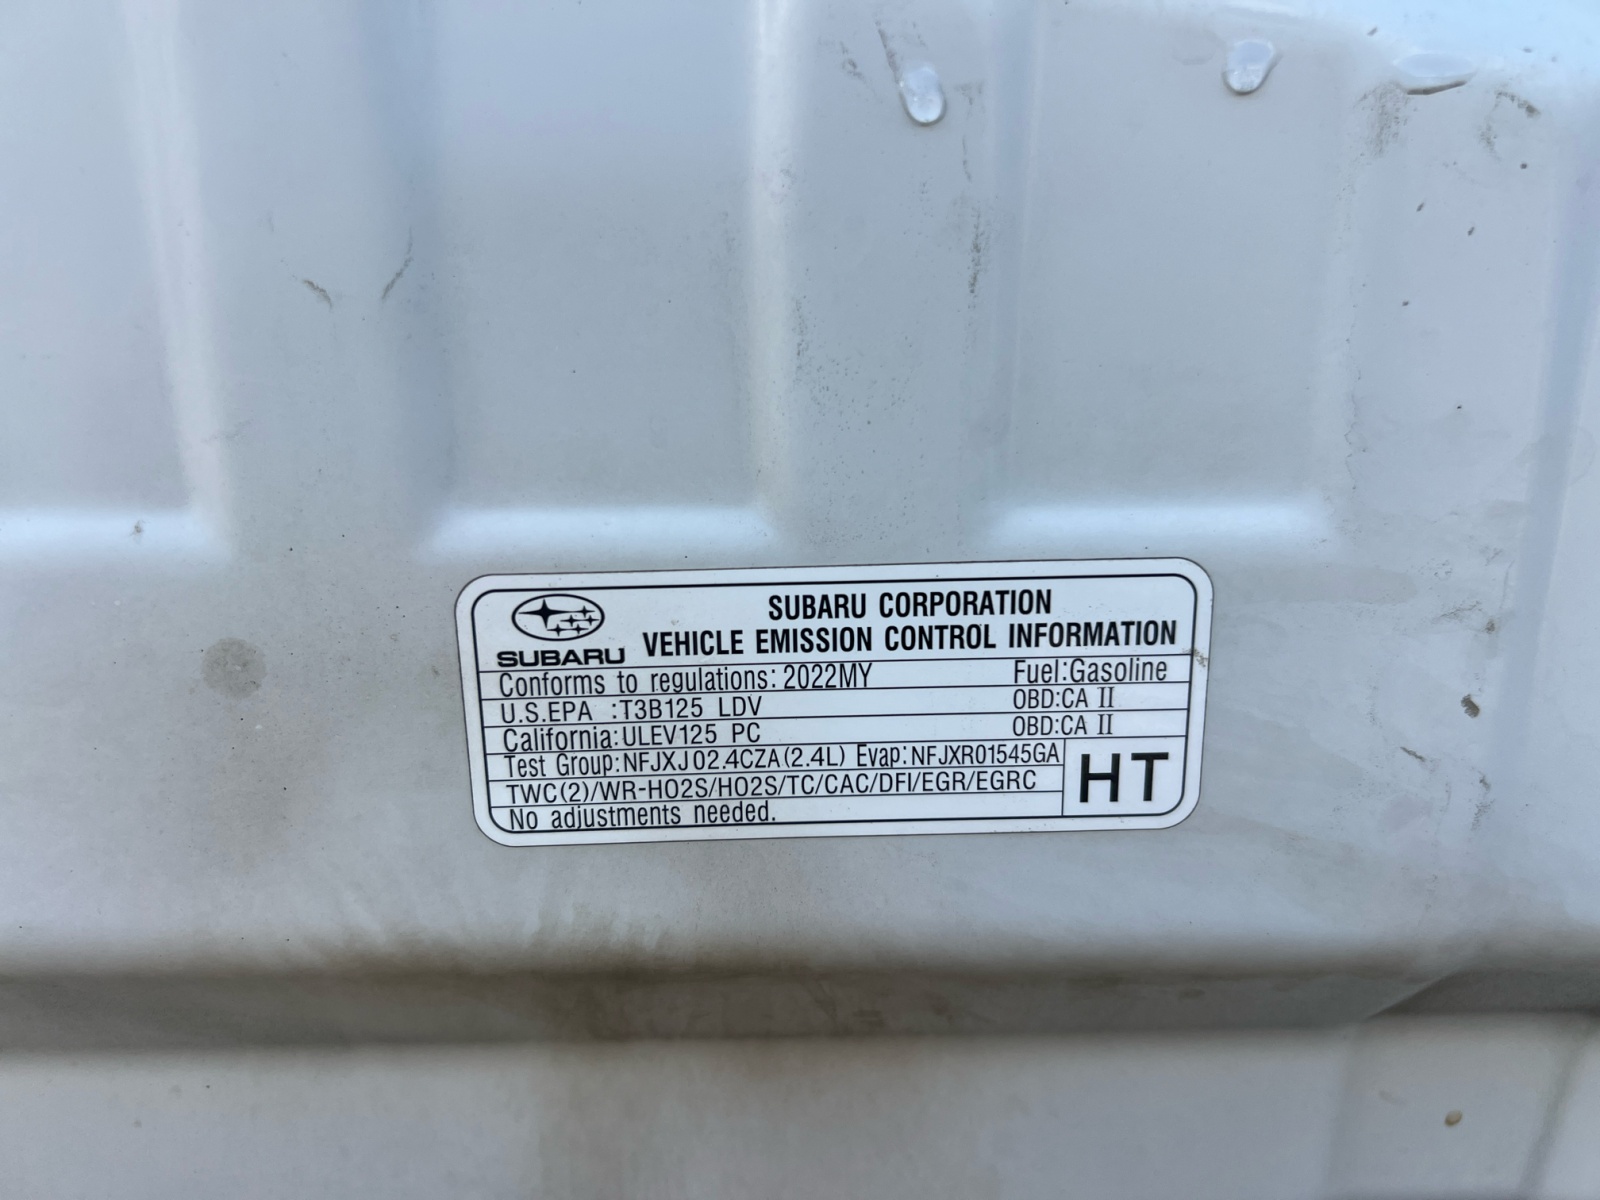 SUBARU CORPORATION
SUBARU VEHICLE EMISSION CONTROL INFORMATION
Conforms to regulations: 2022MY Fuel:Gasoline
U.S.EPA :T3B125 LDV OBD:CA II
California:ULEV125 PC OBD:CA II
Test Group:NFJXJ02.4CZA(2.4L) Evap:NFJXR01545GA
TWC(2)/WR-HO2S/HO2S/TC/CAC/DFI/EGR/EGRC
HT
No adjustments needed.